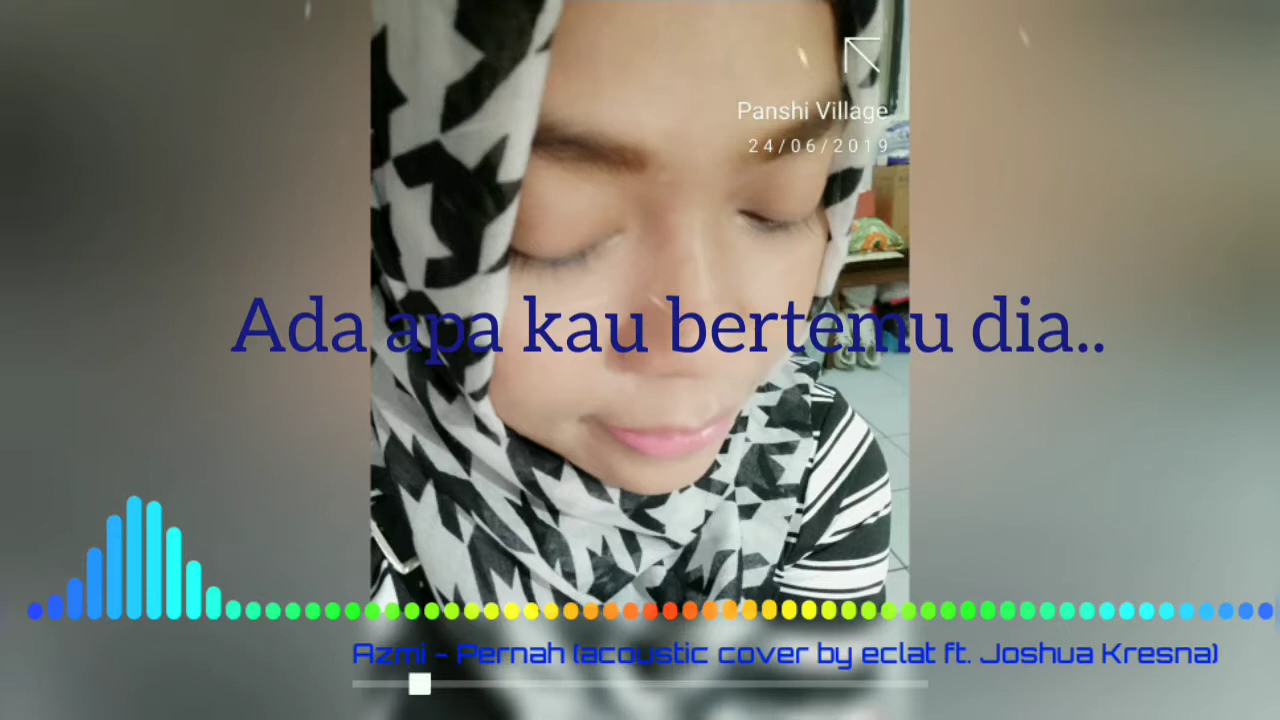 Panshi Village
24/06/2019
Ada apa kau bertemu dia..
Azmi - Pernah (acoustic cover by eclat ft. Joshua Kresna)